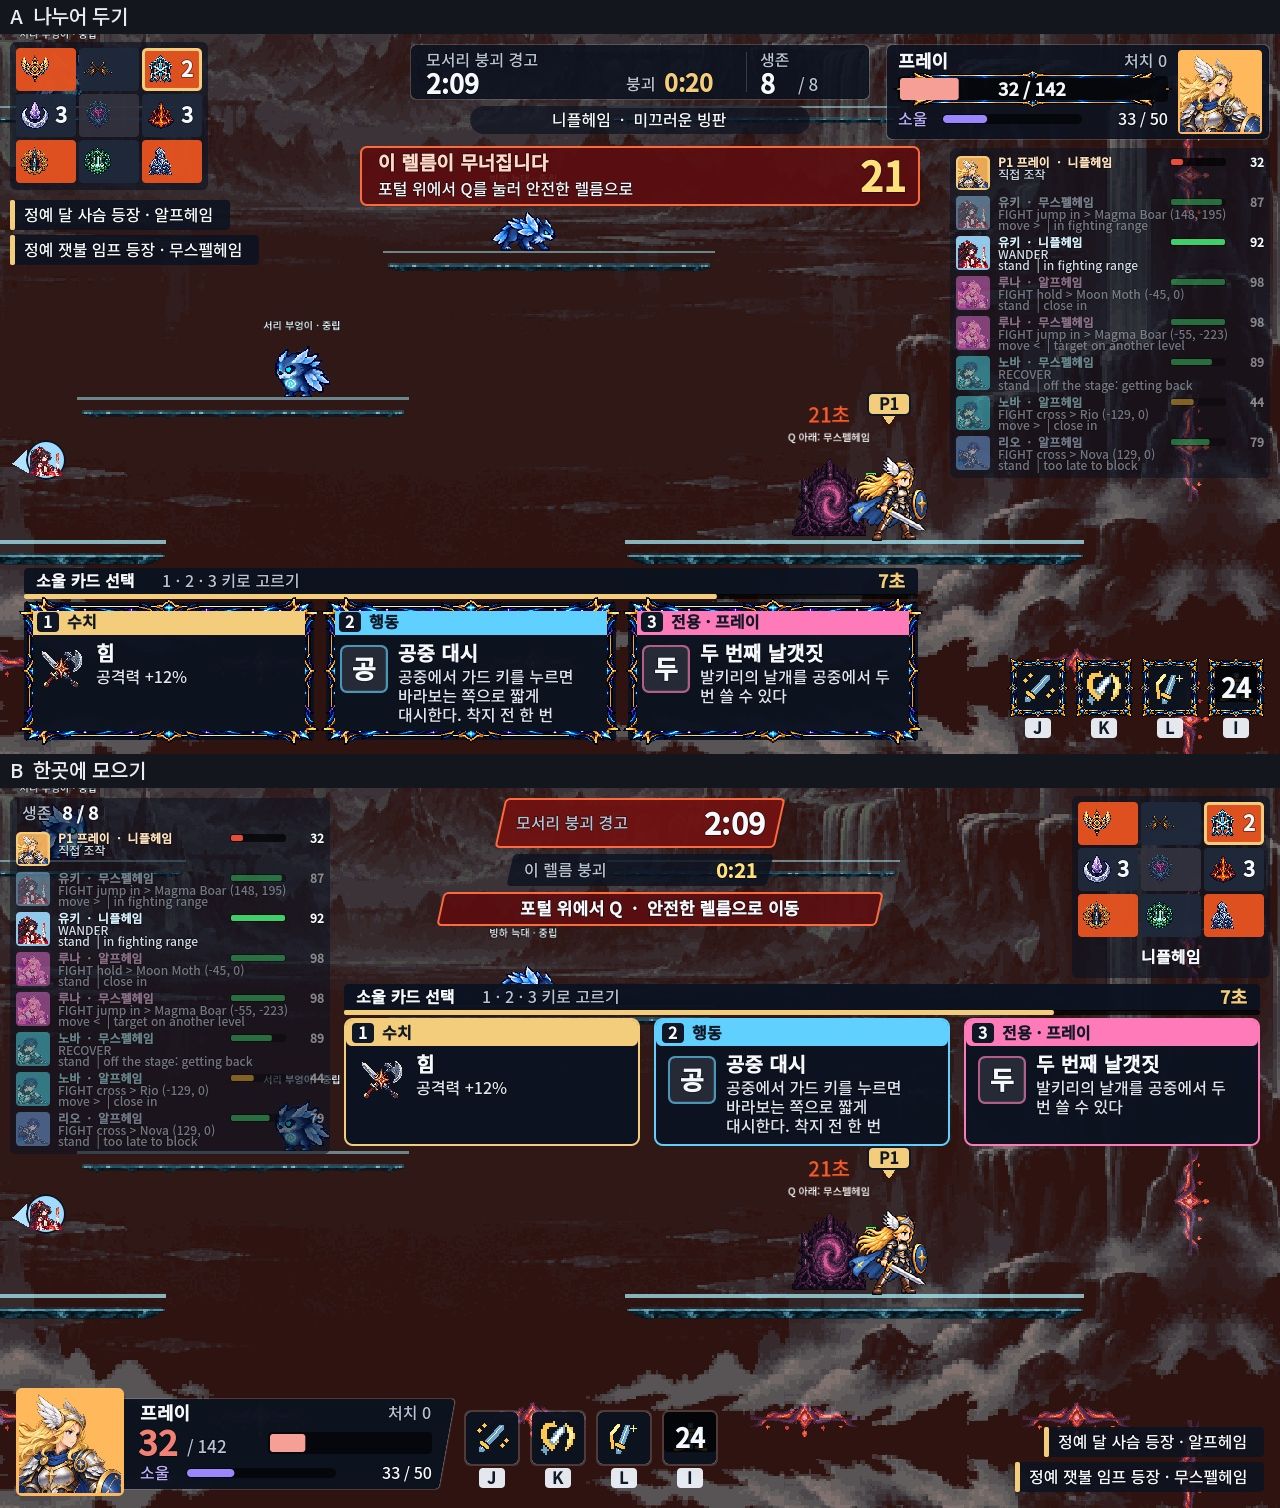 A 나누어 두기
2
3
3
정예 달 사슴 등장 · 알프헤임
정예 잿불 임프 등장 · 무스펠헤임
모서리 붕괴 경고
2:09
붕괴 0:20
생존
8 / 8
니플헤임 · 미끄러운 빙판
이 렐름이 무너집니다
포털 위에서 Q를 눌러 안전한 렐름으로
21
프레이
처치 0
32 / 142
소울
33 / 50
P1 프레이 · 니플헤임
32
직접 조작
유키 · 무스펠헤임
87
FIGHT jump in > Magma Boar (148, 195)
move > | in fighting range
유키 · 니플헤임
92
WANDER
stand | in fighting range
루나 · 알프헤임
98
FIGHT hold > Moon Moth (-45, 0)
stand | close in
루나 · 무스펠헤임
98
FIGHT jump in > Magma Boar (-55, -223)
move < | target on another level
노바 · 무스펠헤임
89
RECOVER
stand | off the stage: getting back
노바 · 알프헤임
44
FIGHT cross > Rio (-129, 0)
move > | close in
리오 · 알프헤임
79
FIGHT cross > Nova (129, 0)
stand | too late to block
서리 부엉이 · 중립
21초
P1
Q 아래: 무스펠헤임
소울 카드 선택
1 · 2 · 3 키로 고르기
7초
1 수치
힘
공격력 +12%
2 행동
공
공중 대시
공중에서 가드 키를 누르면
바라보는 쪽으로 짧게
대시한다. 착지 전 한 번
3 전용 · 프레이
두
두 번째 날갯짓
발키리의 날개를 공중에서 두
번 쓸 수 있다
24
J
K
L
I
B 한곳에 모으기
생존 8 / 8
P1 프레이 · 니플헤임
32
직접 조작
유키 · 무스펠헤임
87
FIGHT jump in > Magma Boar (148, 195)
move > | in fighting range
유키 · 니플헤임
92
WANDER
stand | in fighting range
루나 · 알프헤임
98
FIGHT hold > Moon Moth (-45, 0)
stand | close in
루나 · 무스펠헤임
98
FIGHT jump in > Magma Boar (-55, -223)
move < | target on another level
노바 · 무스펠헤임
89
RECOVER
stand | off the stage: getting back
노바 · 알프헤임
44
FIGHT cross > Rio (-129, 0)
move > | close in
리오 · 알프헤임
79
FIGHT cross > Nova (129, 0)
stand | too late to block
서리 부엉이
모서리 붕괴 경고
2:09
이 렐름 붕괴
0:21
포털 위에서 Q · 안전한 렐름으로 이동
빙하 늑대 · 중립
2
3
3
니플헤임
소울 카드 선택
1 · 2 · 3 키로 고르기
7초
1 수치
힘
공격력 +12%
2 행동
공
공중 대시
공중에서 가드 키를 누르면
바라보는 쪽으로 짧게
대시한다. 착지 전 한 번
3 전용 · 프레이
두
두 번째 날갯짓
발키리의 날개를 공중에서 두
번 쓸 수 있다
21초
P1
Q 아래: 무스펠헤임
프레이
처치 0
32 / 142
소울
33 / 50
24
J
K
L
I
정예 달 사슴 등장 · 알프헤임
정예 잿불 임프 등장 · 무스펠헤임